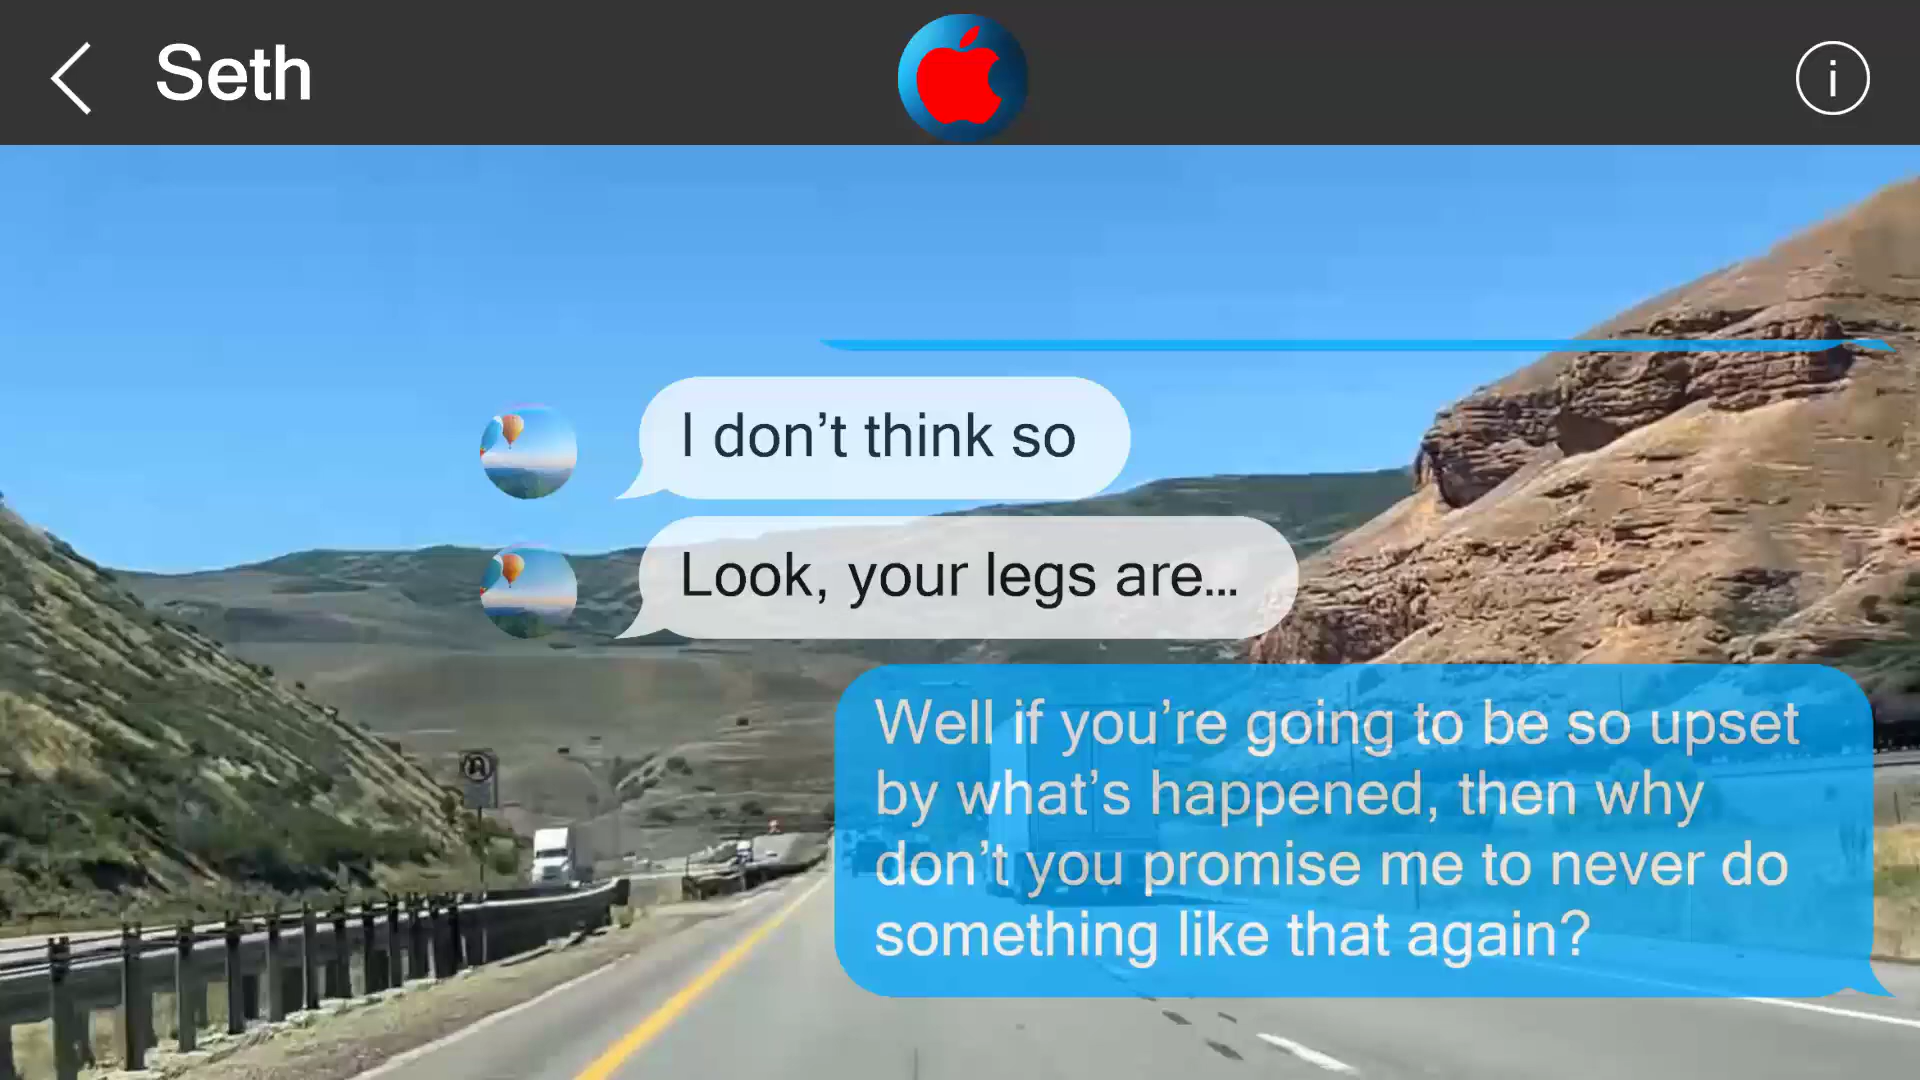 Seth
i
I don’t think so
Look, your legs are...
Well if you’re going to be so upset
by what’s happened, then why
don’t you promise me to never do
something like that again?